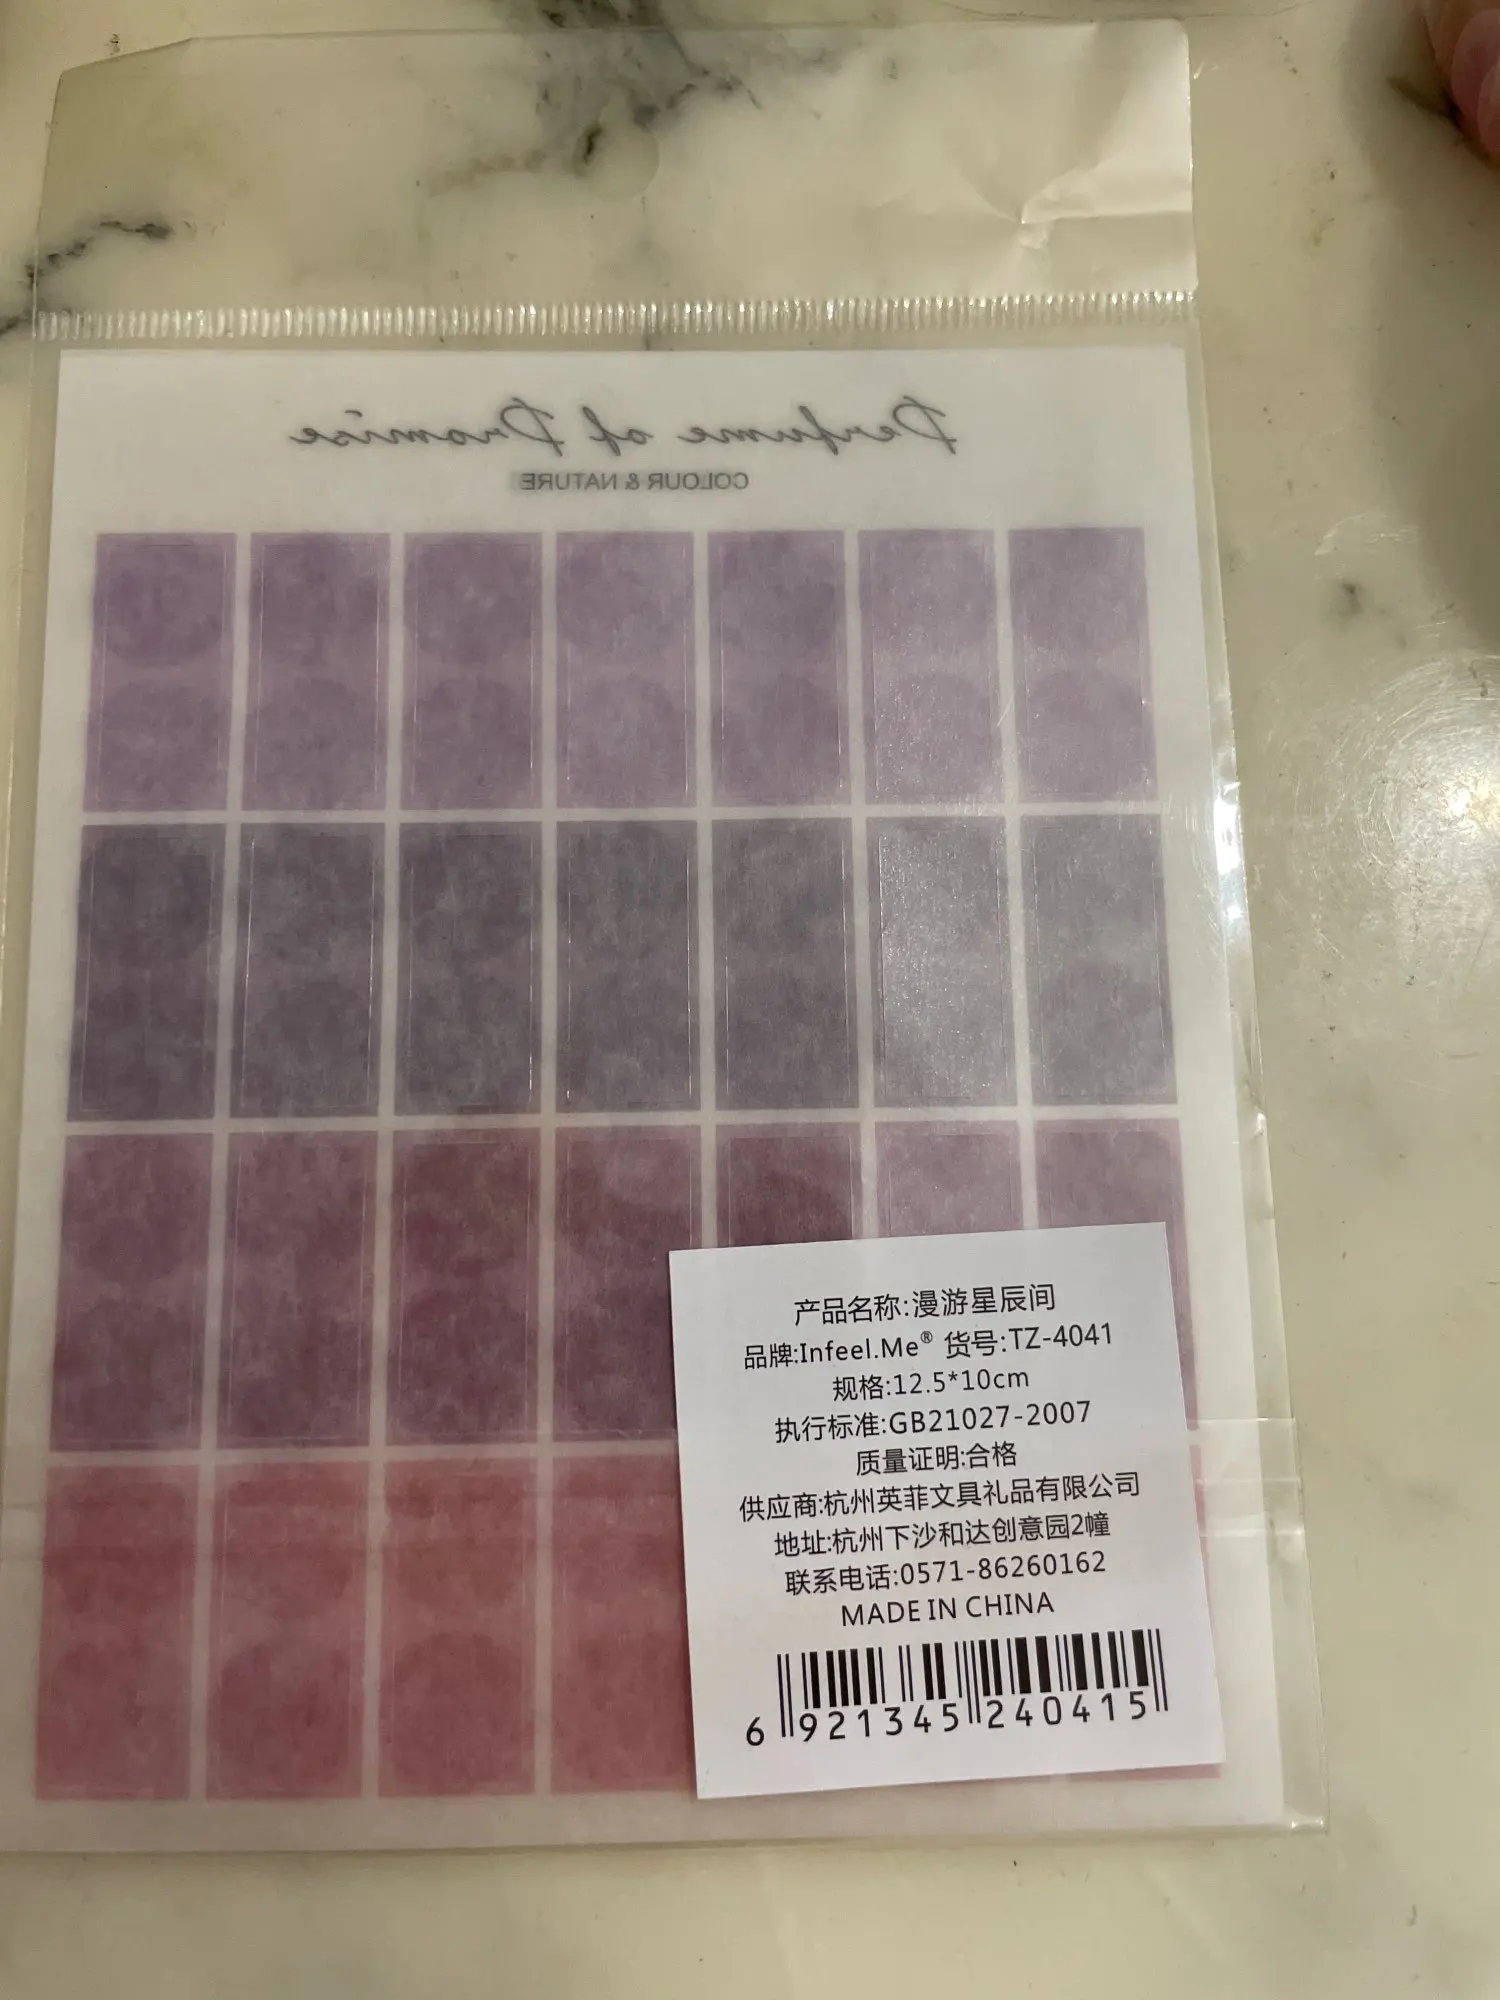 Perfume of Promise
COLOUR & NATURE
产品名称:漫游星辰间
品牌:Infeel.Me® 货号:TZ-4041
规格:12.5*10cm
执行标准:GB21027-2007
质量证明:合格
供应商:杭州英菲文具礼品有限公司
地址:杭州下沙和达创意园2幢
联系电话:0571-86260162
MADE IN CHINA
6 921345 240415